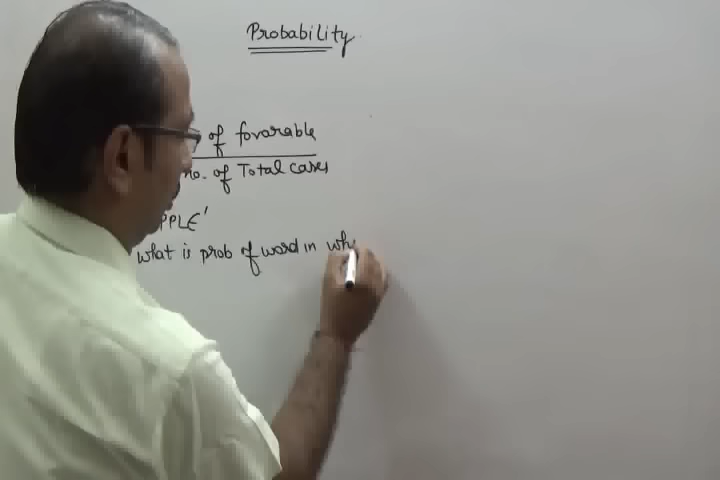 Probability
of favorable
no. of Total cases
PPLE'
what is prob of word in wh